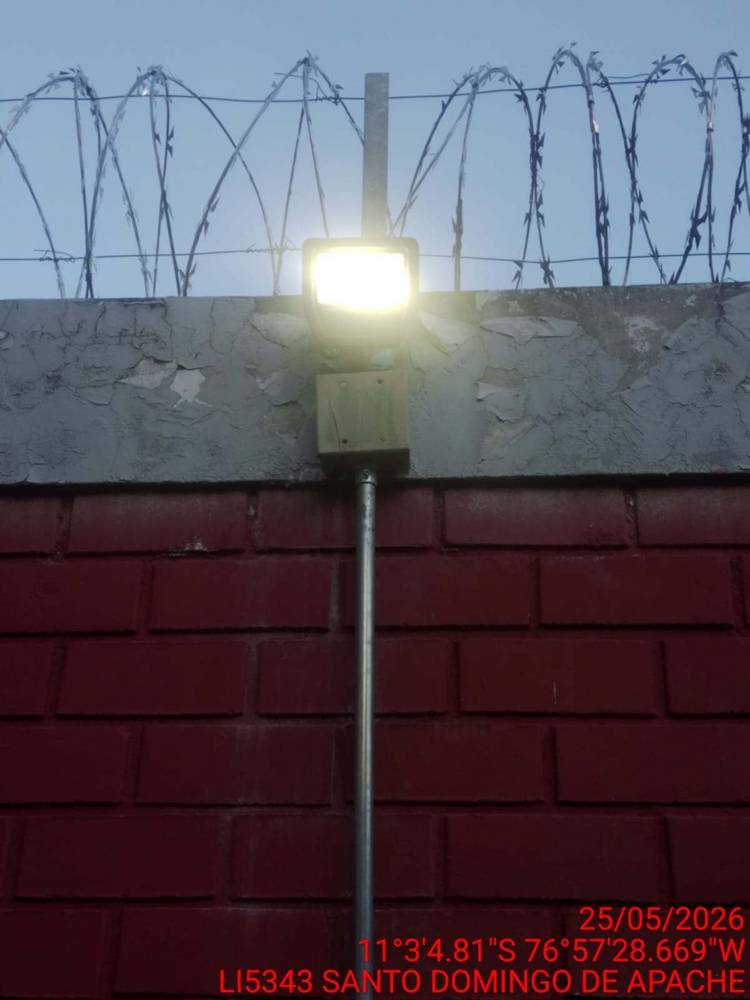 25/05/2026
11°3'4.81"S 76°57'28.669"W
LI5343 SANTO DOMINGO DE APACHE